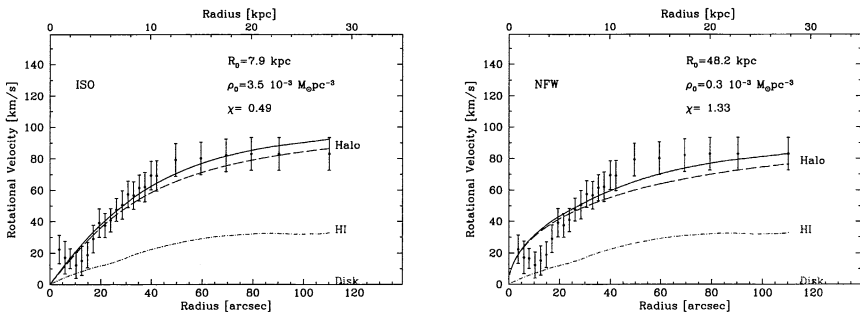 Radius [kpc]
0 10 20 30
Rotational Velocity [km/s]
140
120
100
80
60
40
20
0
ISO
R₀=7.9 kpc
ρ₀=3.5 10⁻³ M⊙pc⁻³
χ= 0.49
Halo
HI
Disk
0 20 40 60 80 100 120
Radius [arcsec]
Radius [kpc]
0 10 20 30
Rotational Velocity [km/s]
140
120
100
80
60
40
20
0
NFW
R₀=48.2 kpc
ρ₀=0.3 10⁻³ M⊙pc⁻³
χ= 1.33
Halo
HI
Disk
0 20 40 60 80 100 120 140
Radius [arcsec]